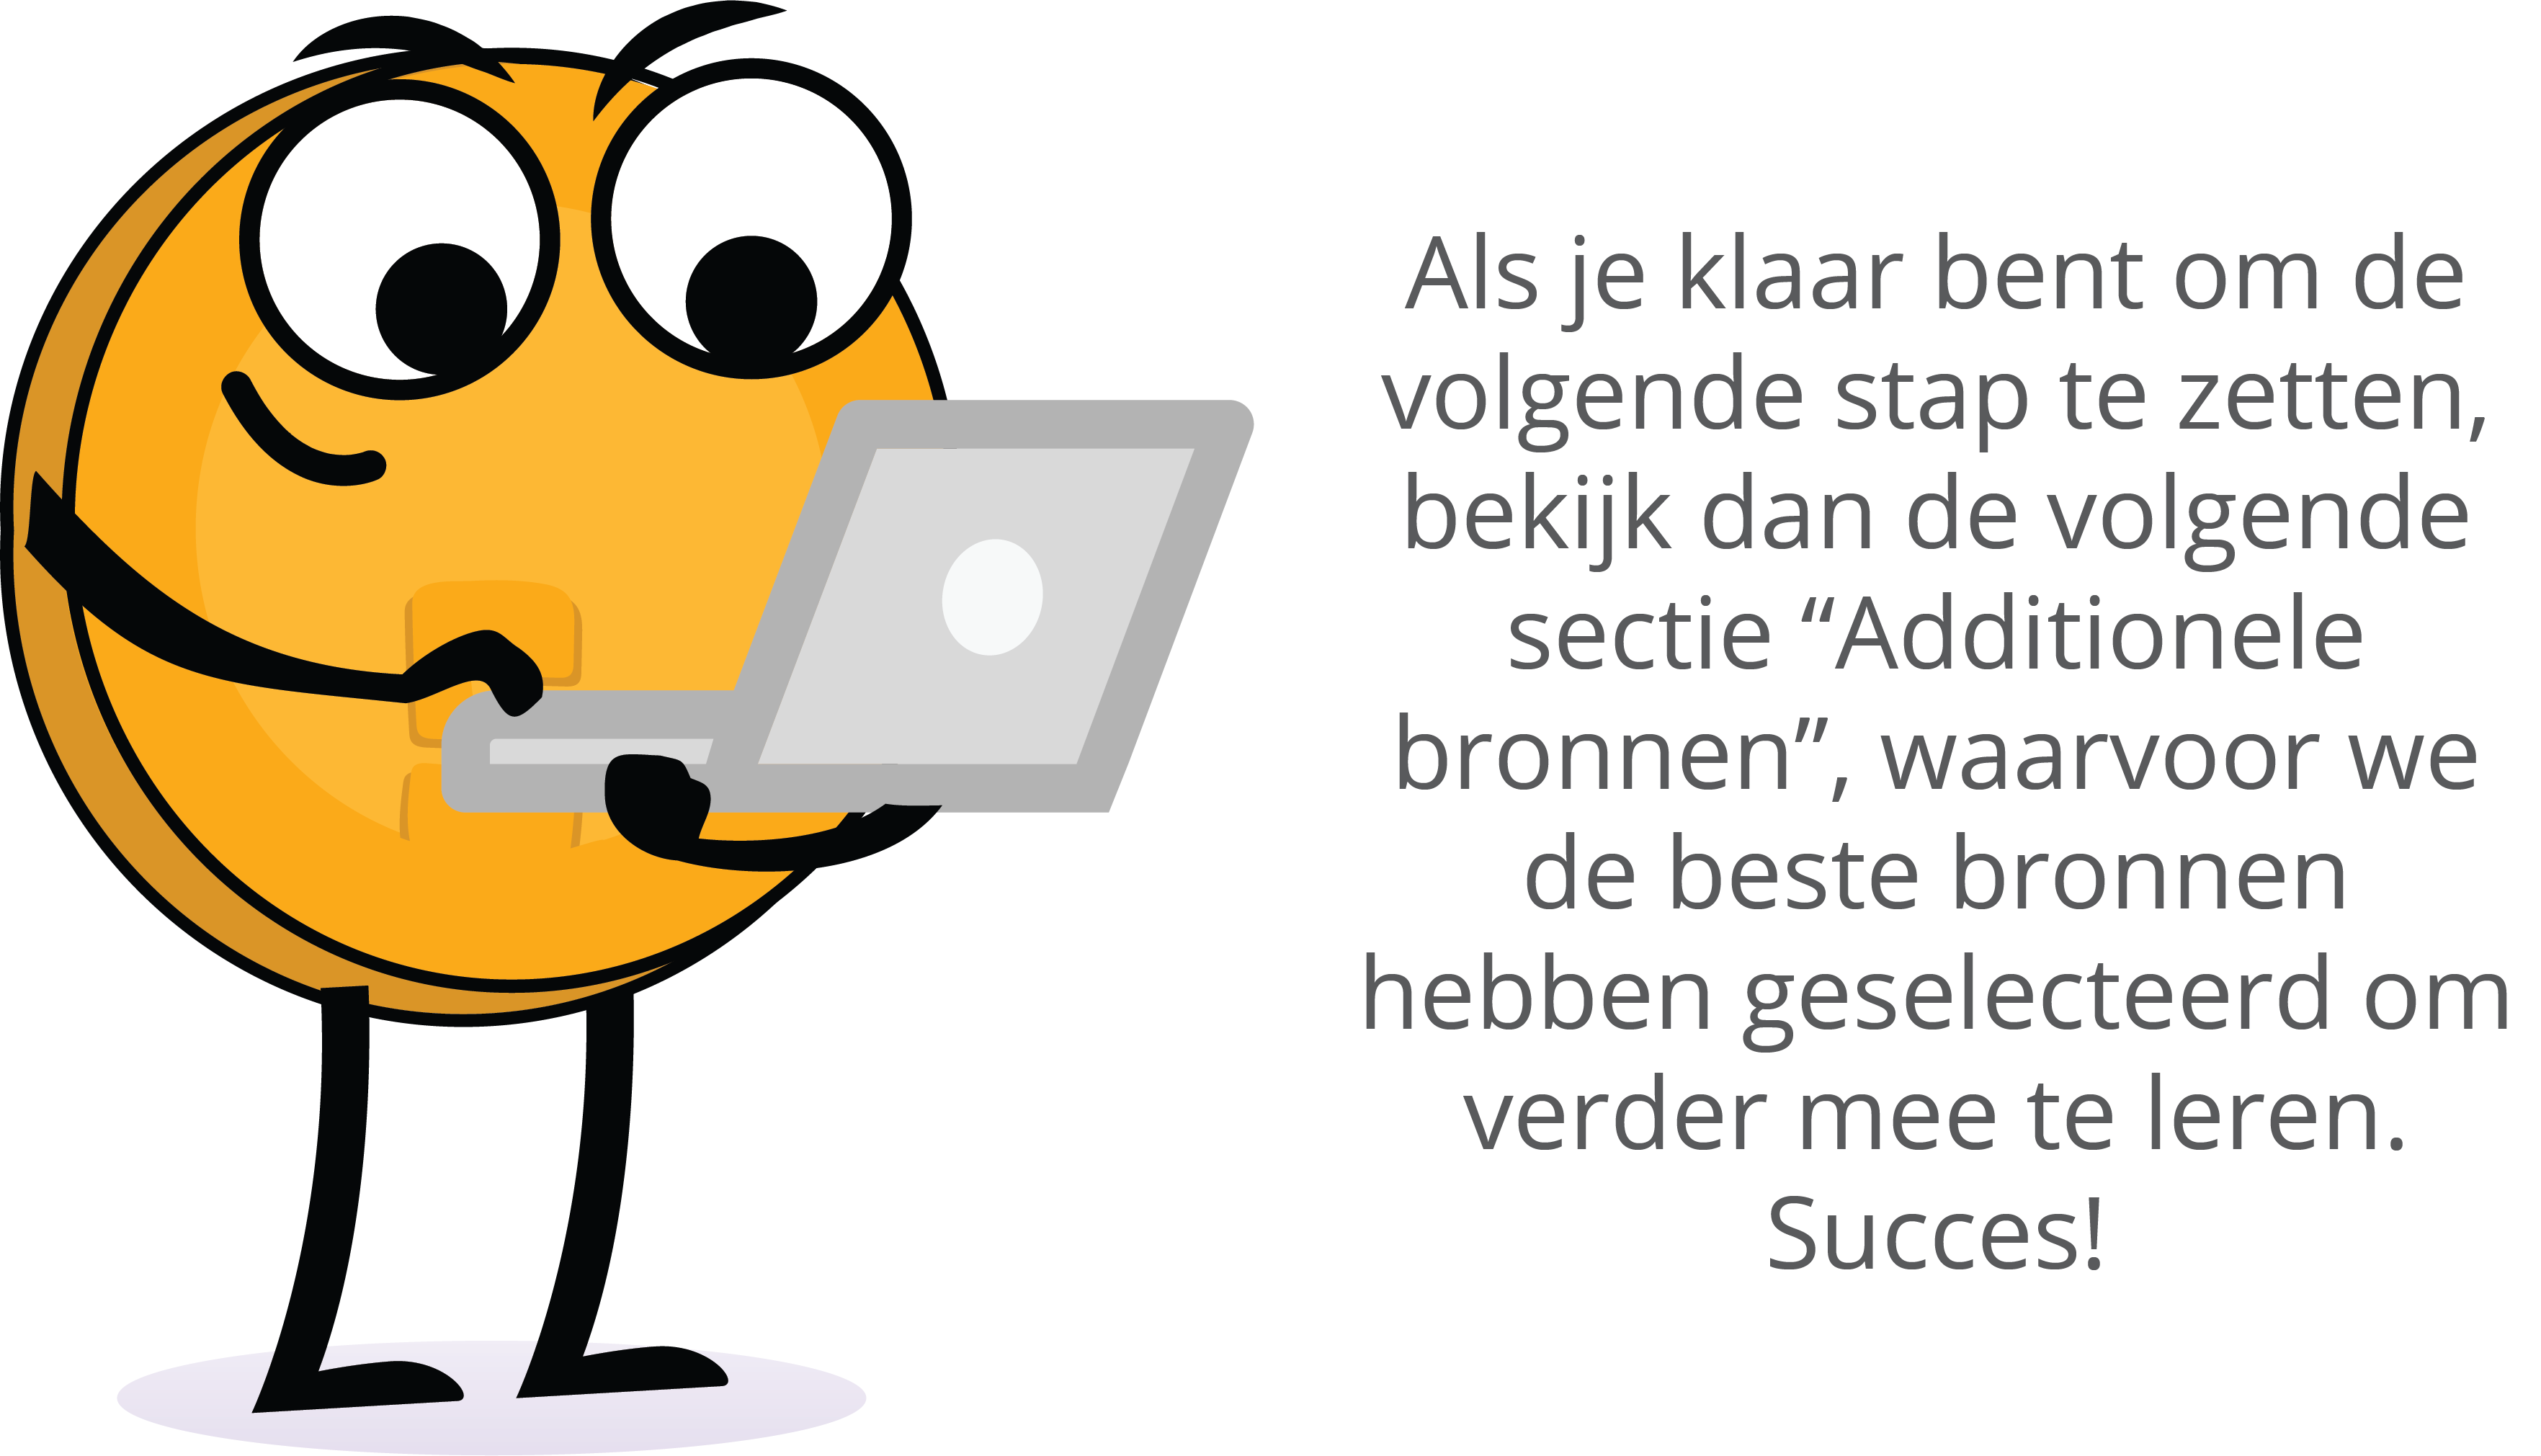 Als je klaar bent om de
volgende stap te zetten,
bekijk dan de volgende
sectie “Additionele
bronnen”, waarvoor we
de beste bronnen
hebben geselecteerd om
verder mee te leren.
Succes!